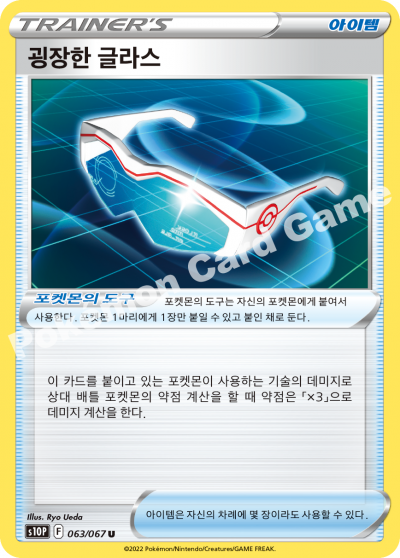 TRAINER'S
아이템
굉장한 글라스
Pokémon Card Game
포켓몬의 도구 포켓몬의 도구는 자신의 포켓몬에게 붙여서
사용한다. 포켓몬 1마리에게 1장만 붙일 수 있고 붙인 채로 둔다.
이 카드를 붙이고 있는 포켓몬이 사용하는 기술의 데미지로
상대 배틀 포켓몬의 약점 계산을 할 때 약점은 「×3」으로
데미지 계산을 한다.
Illus. Ryo Ueda
s10P F 063/067 U
아이템은 자신의 차례에 몇 장이라도 사용할 수 있다.
©2022 Pokémon/Nintendo/Creatures/GAME FREAK.